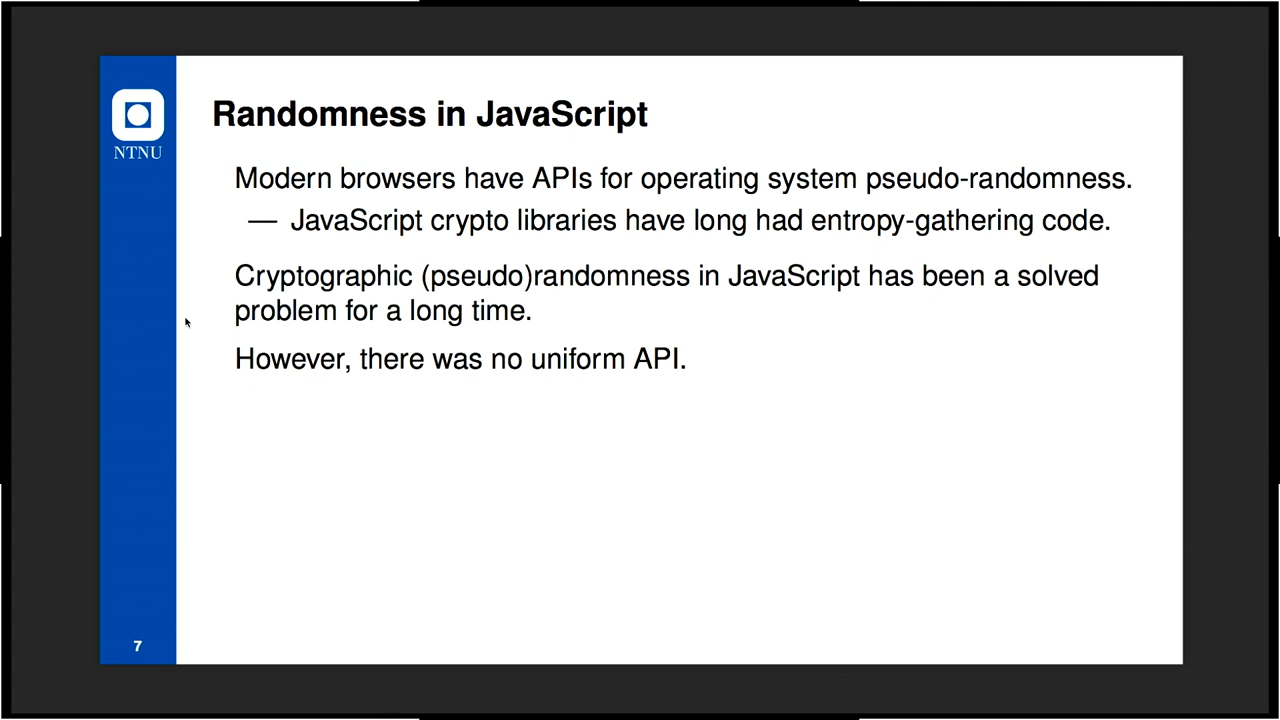 Randomness in JavaScript
NTNU
Modern browsers have APIs for operating system pseudo-randomness.
— JavaScript crypto libraries have long had entropy-gathering code.
Cryptographic (pseudo)randomness in JavaScript has been a solved
problem for a long time.
However, there was no uniform API.
7